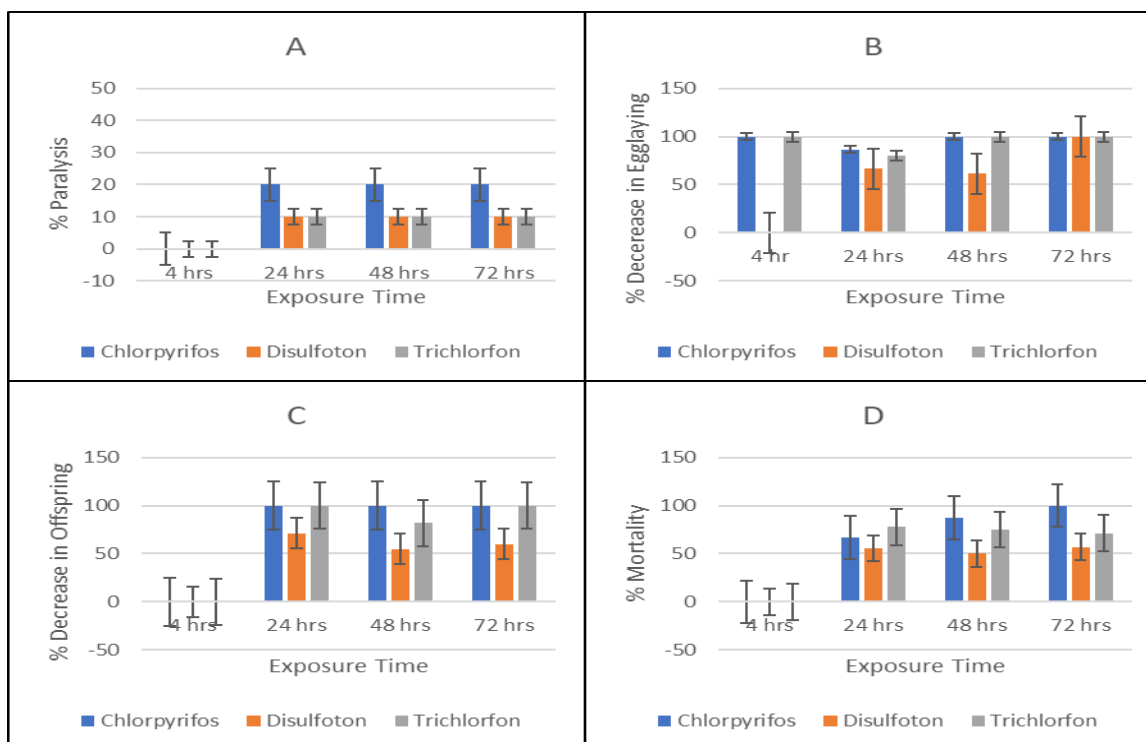 A
% Paralysis
50
40
30
20
10
0
-10
4 hrs 24 hrs 48 hrs 72 hrs
Exposure Time
Chlorpyrifos Disulfoton Trichlorfon
B
% Decerease in Egglaying
150
100
50
0
-50
4 hr 24 hrs 48 hrs 72 hrs
Exposure Time
Chlorpyrifos Disulfoton Trichlorfon
C
% Decrease in Offspring
150
100
50
0
-50
4 hrs 24 hrs 48 hrs 72 hrs
Exposure Time
Chlorpyrifos Disulfoton Trichlorfon
D
% Mortality
150
100
50
0
-50
4 hrs 24 hrs 48 hrs 72 hrs
Exposure Time
Chlorpyrifos Disulfoton Trichlorfon